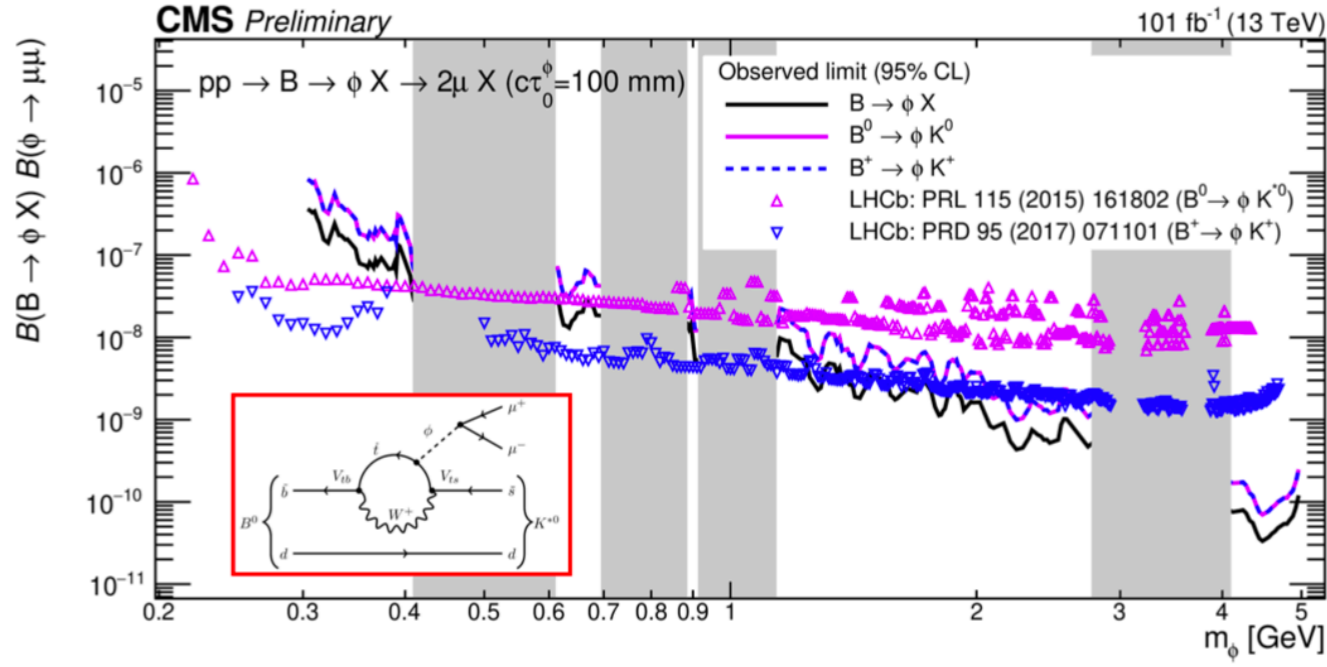 CMS Preliminary
101 fb⁻¹ (13 TeV)
B(B → ϕ X) B(ϕ → μμ)
pp → B → ϕ X → 2μ X (cτ₀^ϕ=100 mm)
Observed limit (95% CL)
B → ϕ X
B⁰ → ϕ K⁰
B⁺ → ϕ K⁺
LHCb: PRL 115 (2015) 161802 (B⁰→ ϕ K*⁰)
LHCb: PRD 95 (2017) 071101 (B⁺→ ϕ K⁺)
10⁻⁵
10⁻⁶
10⁻⁷
10⁻⁸
10⁻⁹
10⁻¹⁰
10⁻¹¹
μ⁺
ϕ
t̄
μ⁻
V_tb
V_ts
b̄
s̄
W⁺
B⁰
K*⁰
d
d
0.2 0.3 0.4 0.5 0.6 0.7 0.8 0.9 1 2 3 4 5
m_ϕ [GeV]